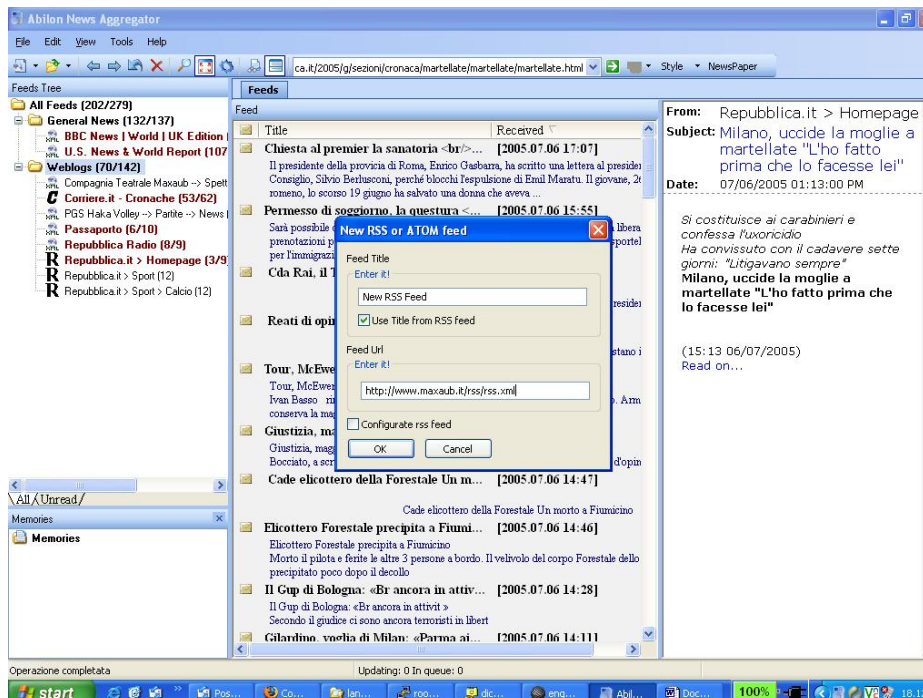 Abilon News Aggregator
File Edit View Tools Help
ca.it/2005/g/sezioni/cronaca/martellate/martellate/martellate.html
Style NewsPaper
Feeds Tree
All Feeds (202/279)
General News (132/137)
BBC News | World | UK Edition
U.S. News & World Report (107
Weblogs (70/142)
Compagnia Teatrale Maxaub --> Spett
Corriere.it - Cronache (53/62)
PGS Haka Volley --> Partite --> News
Passaporto (6/10)
Repubblica Radio (8/9)
Repubblica.it > Homepage (3/9
Repubblica.it > Sport (12)
Repubblica.it > Sport > Calcio (12)
All Unread
Memories
Memories
Feeds
Feed
Title Received
Chiesta al premier la sanatoria <br/>... [2005.07.06 17:07]
Il presidente della provicia di Roma, Enrico Gasbarra, ha scritto una lettera al presider
Consiglio, Silvio Berlusconi, perché blocchi l'espulsione di Emil Maratu. Il giovane, 26
romeno, lo scorso 19 giugno ha salvato una donna che aveva ...
Permesso di soggiorno, la questura <... [2005.07.06 15:55]
Sarà possibile
prenotazioni p
per l'immigrazi
Cda Rai, il T
Reati di opin
Tour, McEwe
Tour, McEwer
Ivan Basso
conserva la ma
Giustizia, ma
Giustizia, magg
Bocciato, a scr
Cade elicottero della Forestale Un m... [2005.07.06 14:47]
Cade elicottero della Forestale Un morto a Fiumicino
Elicottero Forestale precipita a Fiumi... [2005.07.06 14:46]
Elicottero Forestale precipita a Fiumicino
Morto il pilota e ferite le altre 3 persone a bordo. Il velivolo del corpo Forestale dello
precipitato poco dopo il decollo
Il Gup di Bologna: «Br ancora in attiv... [2005.07.06 14:28]
Il Gup di Bologna: «Br ancora in attivit »
Secondo il giudice ci sono ancora terroristi in libert
Gilardino, voglia di Milan: «Parma ai... [2005.07.06 14:11]
New RSS or ATOM feed
Feed Title
Enter it!
New RSS Feed
Use Title from RSS feed
Feed Url
Enter it!
http://www.maxaub.it/rss/rss.xml
Configurate rss feed
OK Cancel
From: Repubblica.it > Homepage
Subject: Milano, uccide la moglie a
martellate "L'ho fatto
prima che lo facesse lei"
Date: 07/06/2005 01:13:00 PM
Si costituisce ai carabinieri e
confessa l'uxoricidio
Ha convissuto con il cadavere sette
giorni: "Litigavano sempre"
Milano, uccide la moglie a
martellate "L'ho fatto prima che
lo facesse lei"
(15:13 06/07/2005)
Read on...
Operazione completata
Updating: 0 In queue: 0
start Pos... Co... lan... roo... dic... eng... Abil... Doc... 100%